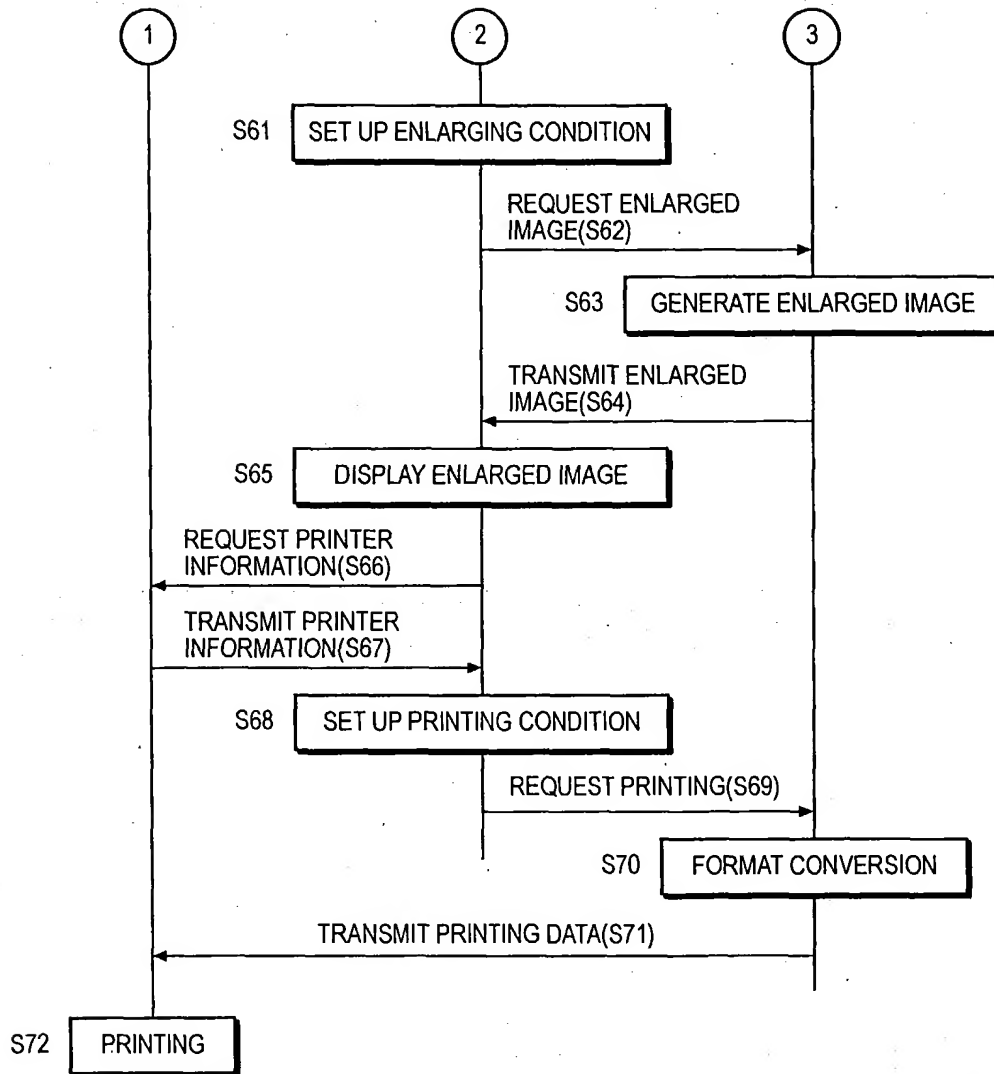 1
2
3
S61
SET UP ENLARGING CONDITION
REQUEST ENLARGED
IMAGE(S62)
S63
GENERATE ENLARGED IMAGE
TRANSMIT ENLARGED
IMAGE(S64)
S65
DISPLAY ENLARGED IMAGE
REQUEST PRINTER
INFORMATION(S66)
TRANSMIT PRINTER
INFORMATION(S67)
S68
SET UP PRINTING CONDITION
REQUEST PRINTING(S69)
S70
FORMAT CONVERSION
TRANSMIT PRINTING DATA(S71)
S72
PRINTING